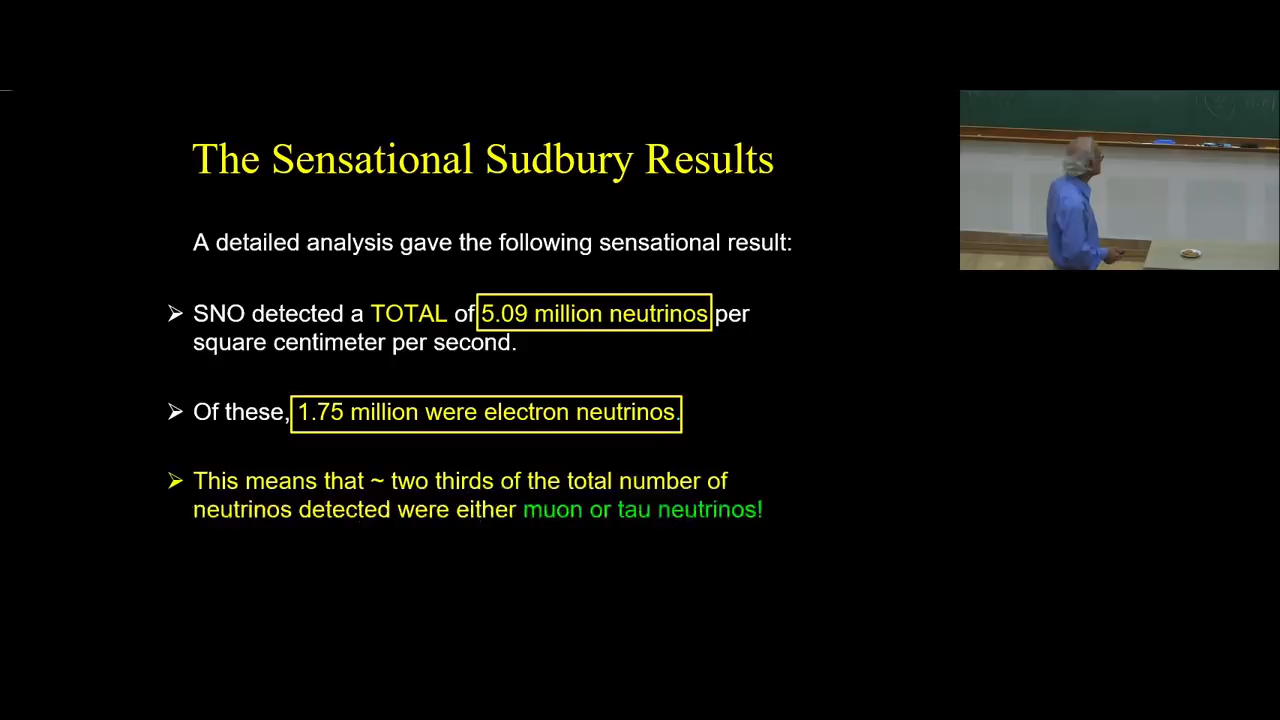 The Sensational Sudbury Results
A detailed analysis gave the following sensational result:
➢ SNO detected a TOTAL of 5.09 million neutrinos per
square centimeter per second.
➢ Of these, 1.75 million were electron neutrinos.
➢ This means that ~ two thirds of the total number of
neutrinos detected were either muon or tau neutrinos!